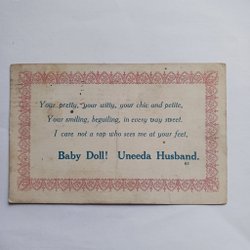 Your pretty, your witty, your chic and petite,
Your smiling, beguiling, in every way sweet.
I care not a rap who sees me at your feet,
Baby Doll! Uneeda Husband.